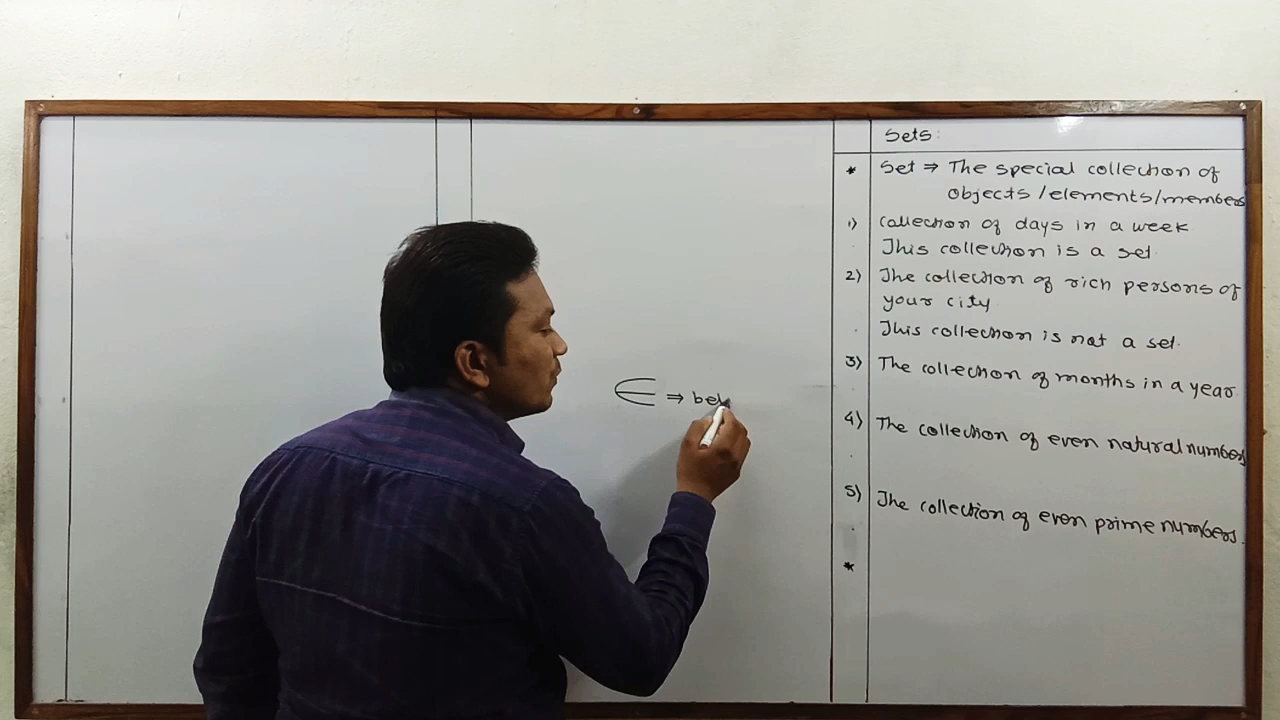 ∈ ⇒ bel
Sets:
* Set ⇒ The special collection of
objects/elements/members
1) collection of days in a week
This collection is a set.
2) The collection of rich persons of
your city
This collection is not a set.
3) The collection of months in a year
4) The collection of even natural numbers
5) The collection of even prime numbers.
*